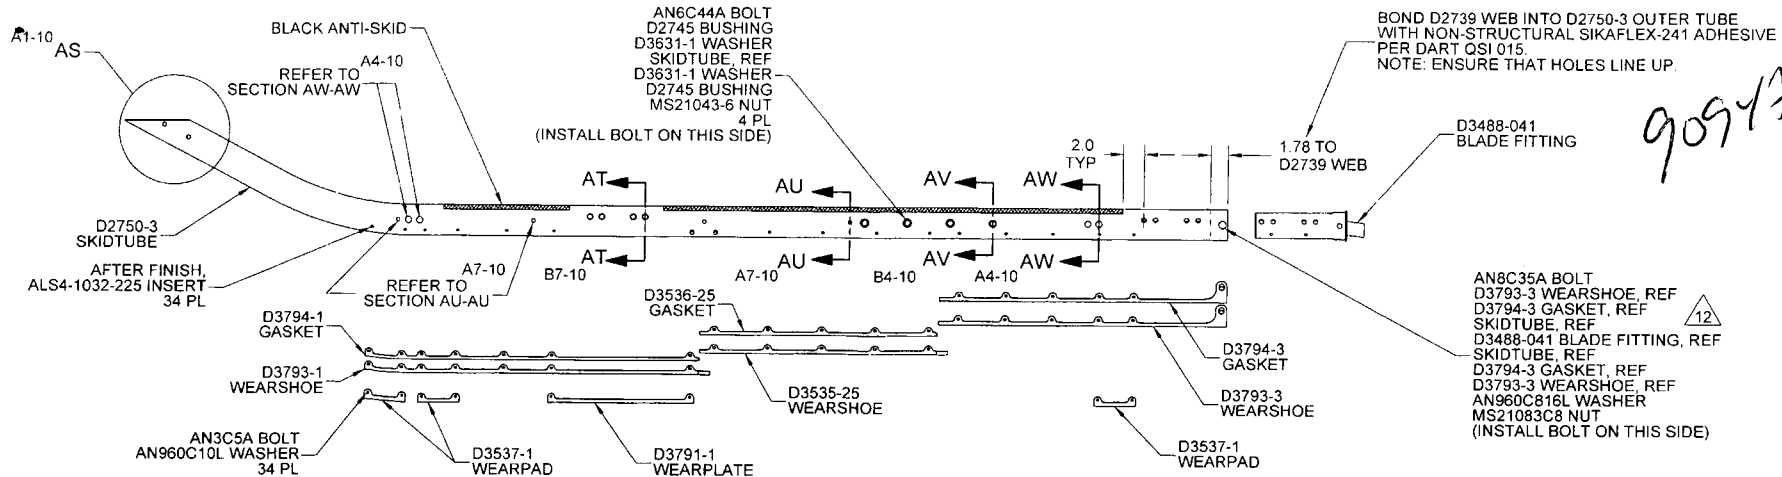 A1-10
AS
BLACK ANTI-SKID
REFER TO
SECTION AW-AW
A4-10
AN6C44A BOLT
D2745 BUSHING
D3631-1 WASHER
SKIDTUBE, REF
D3631-1 WASHER
D2745 BUSHING
MS21043-6 NUT
4 PL
(INSTALL BOLT ON THIS SIDE)
BOND D2739 WEB INTO D2750-3 OUTER TUBE
WITH NON-STRUCTURAL SIKAFLEX-241 ADHESIVE
PER DART QSI 015.
NOTE: ENSURE THAT HOLES LINE UP.
2.0
TYP
1.78 TO
D2739 WEB
D3488-041
BLADE FITTING
AT
AU
AV
AW
D2750-3
SKIDTUBE
AFTER FINISH,
ALS4-1032-225 INSERT
34 PL
REFER TO
SECTION AU-AU
A7-10
AT
B7-10
A7-10
AU
B4-10
AV
A4-10
AW
D3794-1
GASKET
D3793-1
WEARSHOE
AN3C5A BOLT
AN960C10L WASHER
34 PL
D3537-1
WEARPAD
D3791-1
WEARPLATE
D3536-25
GASKET
D3535-25
WEARSHOE
D3794-3
GASKET
D3793-3
WEARSHOE
D3537-1
WEARPAD
AN8C35A BOLT
D3793-3 WEARSHOE, REF
D3794-3 GASKET, REF
SKIDTUBE, REF
D3488-041 BLADE FITTING, REF
SKIDTUBE, REF
D3794-3 GASKET, REF
D3793-3 WEARSHOE, REF
AN960C816L WASHER
MS21083C8 NUT
(INSTALL BOLT ON THIS SIDE)
12